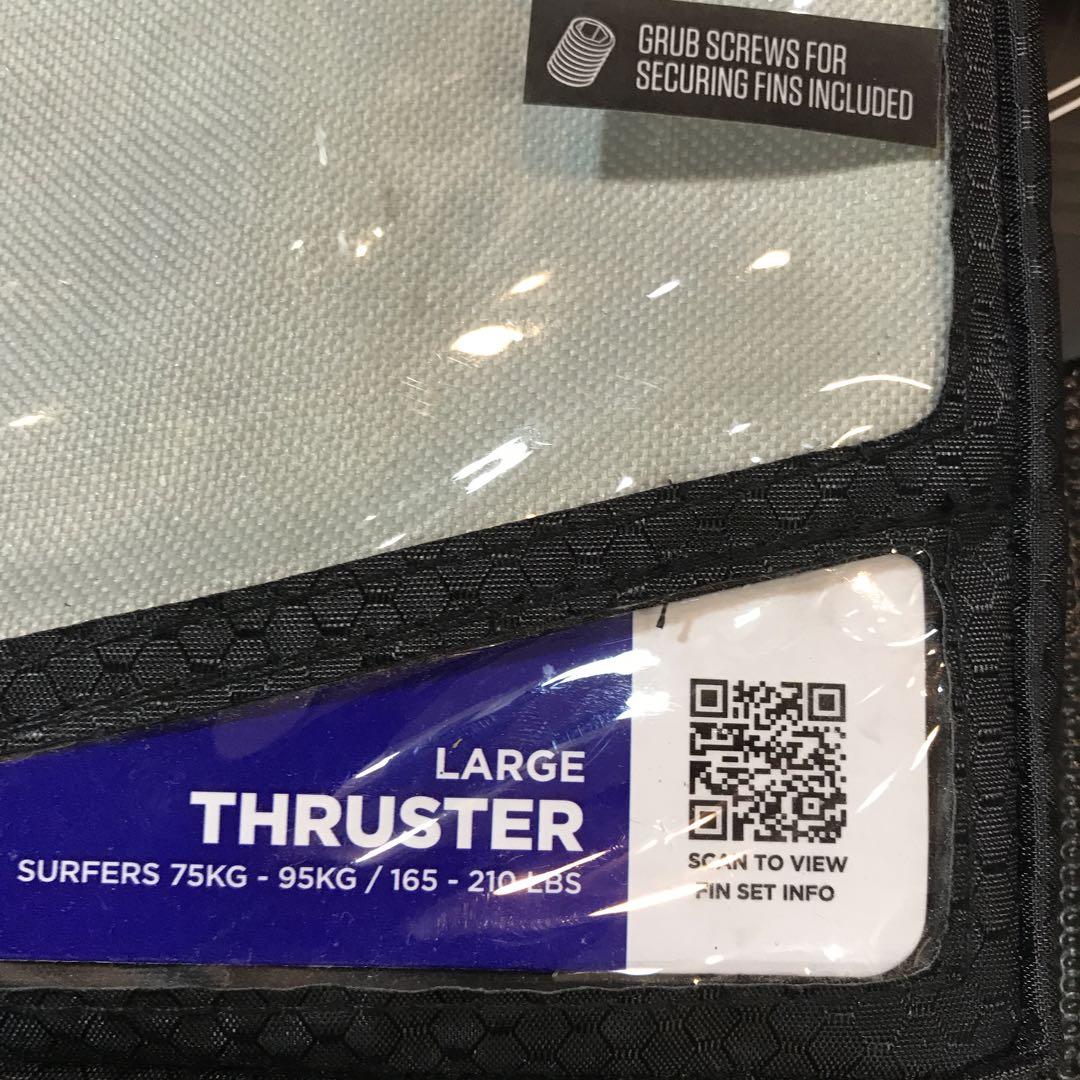 GRUB SCREWS FOR
SECURING FINS INCLUDED
LARGE
THRUSTER
SURFERS 75KG - 95KG / 165 - 210 LBS
SCAN TO VIEW
FIN SET INFO